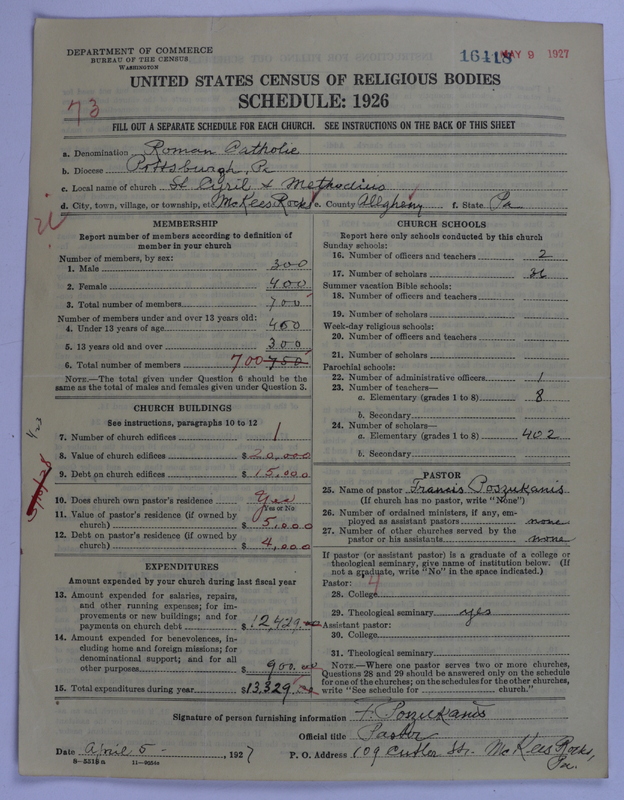 DEPARTMENT OF COMMERCE
BUREAU OF THE CENSUS
WASHINGTON
16418 MAY 9 1927
UNITED STATES CENSUS OF RELIGIOUS BODIES
SCHEDULE: 1926
73
FILL OUT A SEPARATE SCHEDULE FOR EACH CHURCH. SEE INSTRUCTIONS ON THE BACK OF THIS SHEET
a. Denomination Roman Catholic
b. Diocese Pottsburgh, Pa
c. Local name of church St Cyril & Methodius
d. City, town, village, or township, etc. McKees Rocks e. County Allegheny f. State Pa
MEMBERSHIP
Report number of members according to definition of
member in your church
Number of members, by sex:
1. Male 300
2. Female 400
3. Total number of members 700
Number of members under and over 13 years old:
4. Under 13 years of age 400
5. 13 years old and over 300
6. Total number of members 700 750
NOTE.—The total given under Question 6 should be the
same as the total of males and females given under Question 3.
CHURCH BUILDINGS
See instructions, paragraphs 10 to 12
7. Number of church edifices 1
8. Value of church edifices $20,000
9. Debt on church edifices $15,000
10. Does church own pastor's residence Yes
Yes or No
11. Value of pastor's residence (if owned by
church) $5,000
12. Debt on pastor's residence (if owned by
church) $4,000
EXPENDITURES
Amount expended by your church during last fiscal year
13. Amount expended for salaries, repairs,
and other running expenses; for im-
provements or new buildings; and for
payments on church debt $12,429.00
14. Amount expended for benevolences, in-
cluding home and foreign missions; for
denominational support; and for all
other purposes $900.00
15. Total expenditures during year $13,329.00
CHURCH SCHOOLS
Report here only schools conducted by this church
Sunday schools:
16. Number of officers and teachers 2
17. Number of scholars
Summer vacation Bible schools:
18. Number of officers and teachers
19. Number of scholars
Week-day religious schools:
20. Number of officers and teachers
21. Number of scholars
Parochial schools:
22. Number of administrative officers 1
23. Number of teachers—
a. Elementary (grades 1 to 8) 8
b. Secondary
24. Number of scholars—
a. Elementary (grades 1 to 8) 402
b. Secondary
PASTOR
25. Name of pastor Francis Poszukanis
(If church has no pastor, write "None")
26. Number of ordained ministers, if any, em-
ployed as assistant pastors none
27. Number of other churches served by the
pastor or his assistants none
If pastor (or assistant pastor) is a graduate of a college or
theological seminary, give name of institution below. (If
not a graduate, write "No" in the space indicated.)
Pastor: 4
28. College
29. Theological seminary yes
Assistant pastor:
30. College
31. Theological seminary
NOTE.—Where one pastor serves two or more churches,
Questions 28 and 29 should be answered only on the schedule
for one of the churches; on the schedules for the other churches,
write "See schedule for church."
Signature of person furnishing information F. Poszukanis
Official title Pastor
Date April 5 - , 1927 P. O. Address 109 Cutler St. McKees Rocks,
Pa.
8—5515a 11—9554a